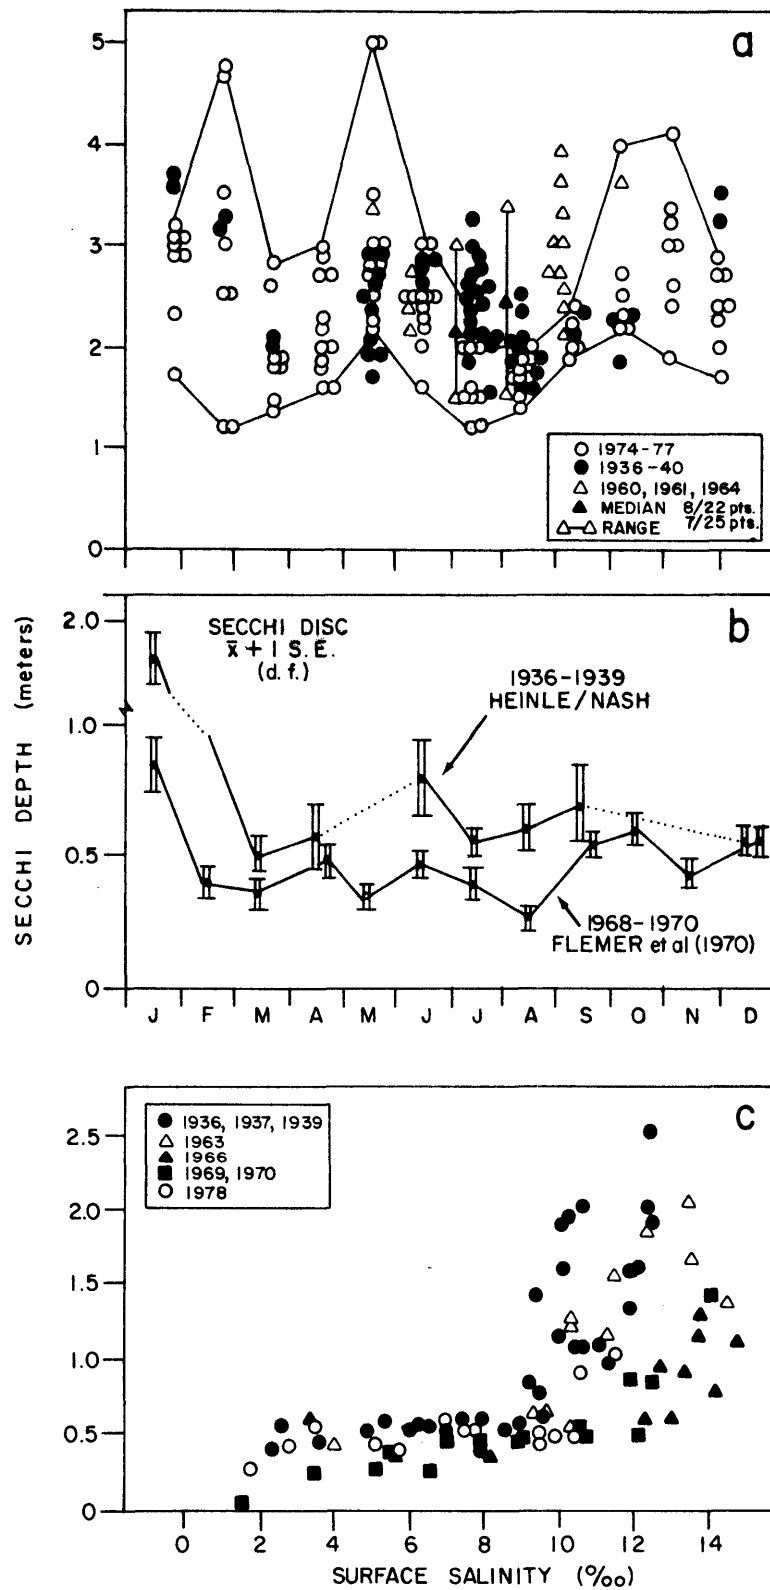 a
5
4
3
2
1
0
○ 1974-77
● 1936-40
△ 1960, 1961, 1964
▲ MEDIAN 8/22 pts.
△-△ RANGE 7/25 pts.
b
SECCHI DEPTH (meters)
2.0
1.0
0.5
0
SECCHI DISC
x̄ + 1 S.E.
(d.f.)
1936-1939
HEINLE/NASH
1968-1970
FLEMER et al (1970)
J F M A M J J A S O N D
c
● 1936, 1937, 1939
△ 1963
▲ 1966
■ 1969, 1970
○ 1978
2.5
2.0
1.5
1.0
0.5
0
0 2 4 6 8 10 12 14
SURFACE SALINITY (‰)